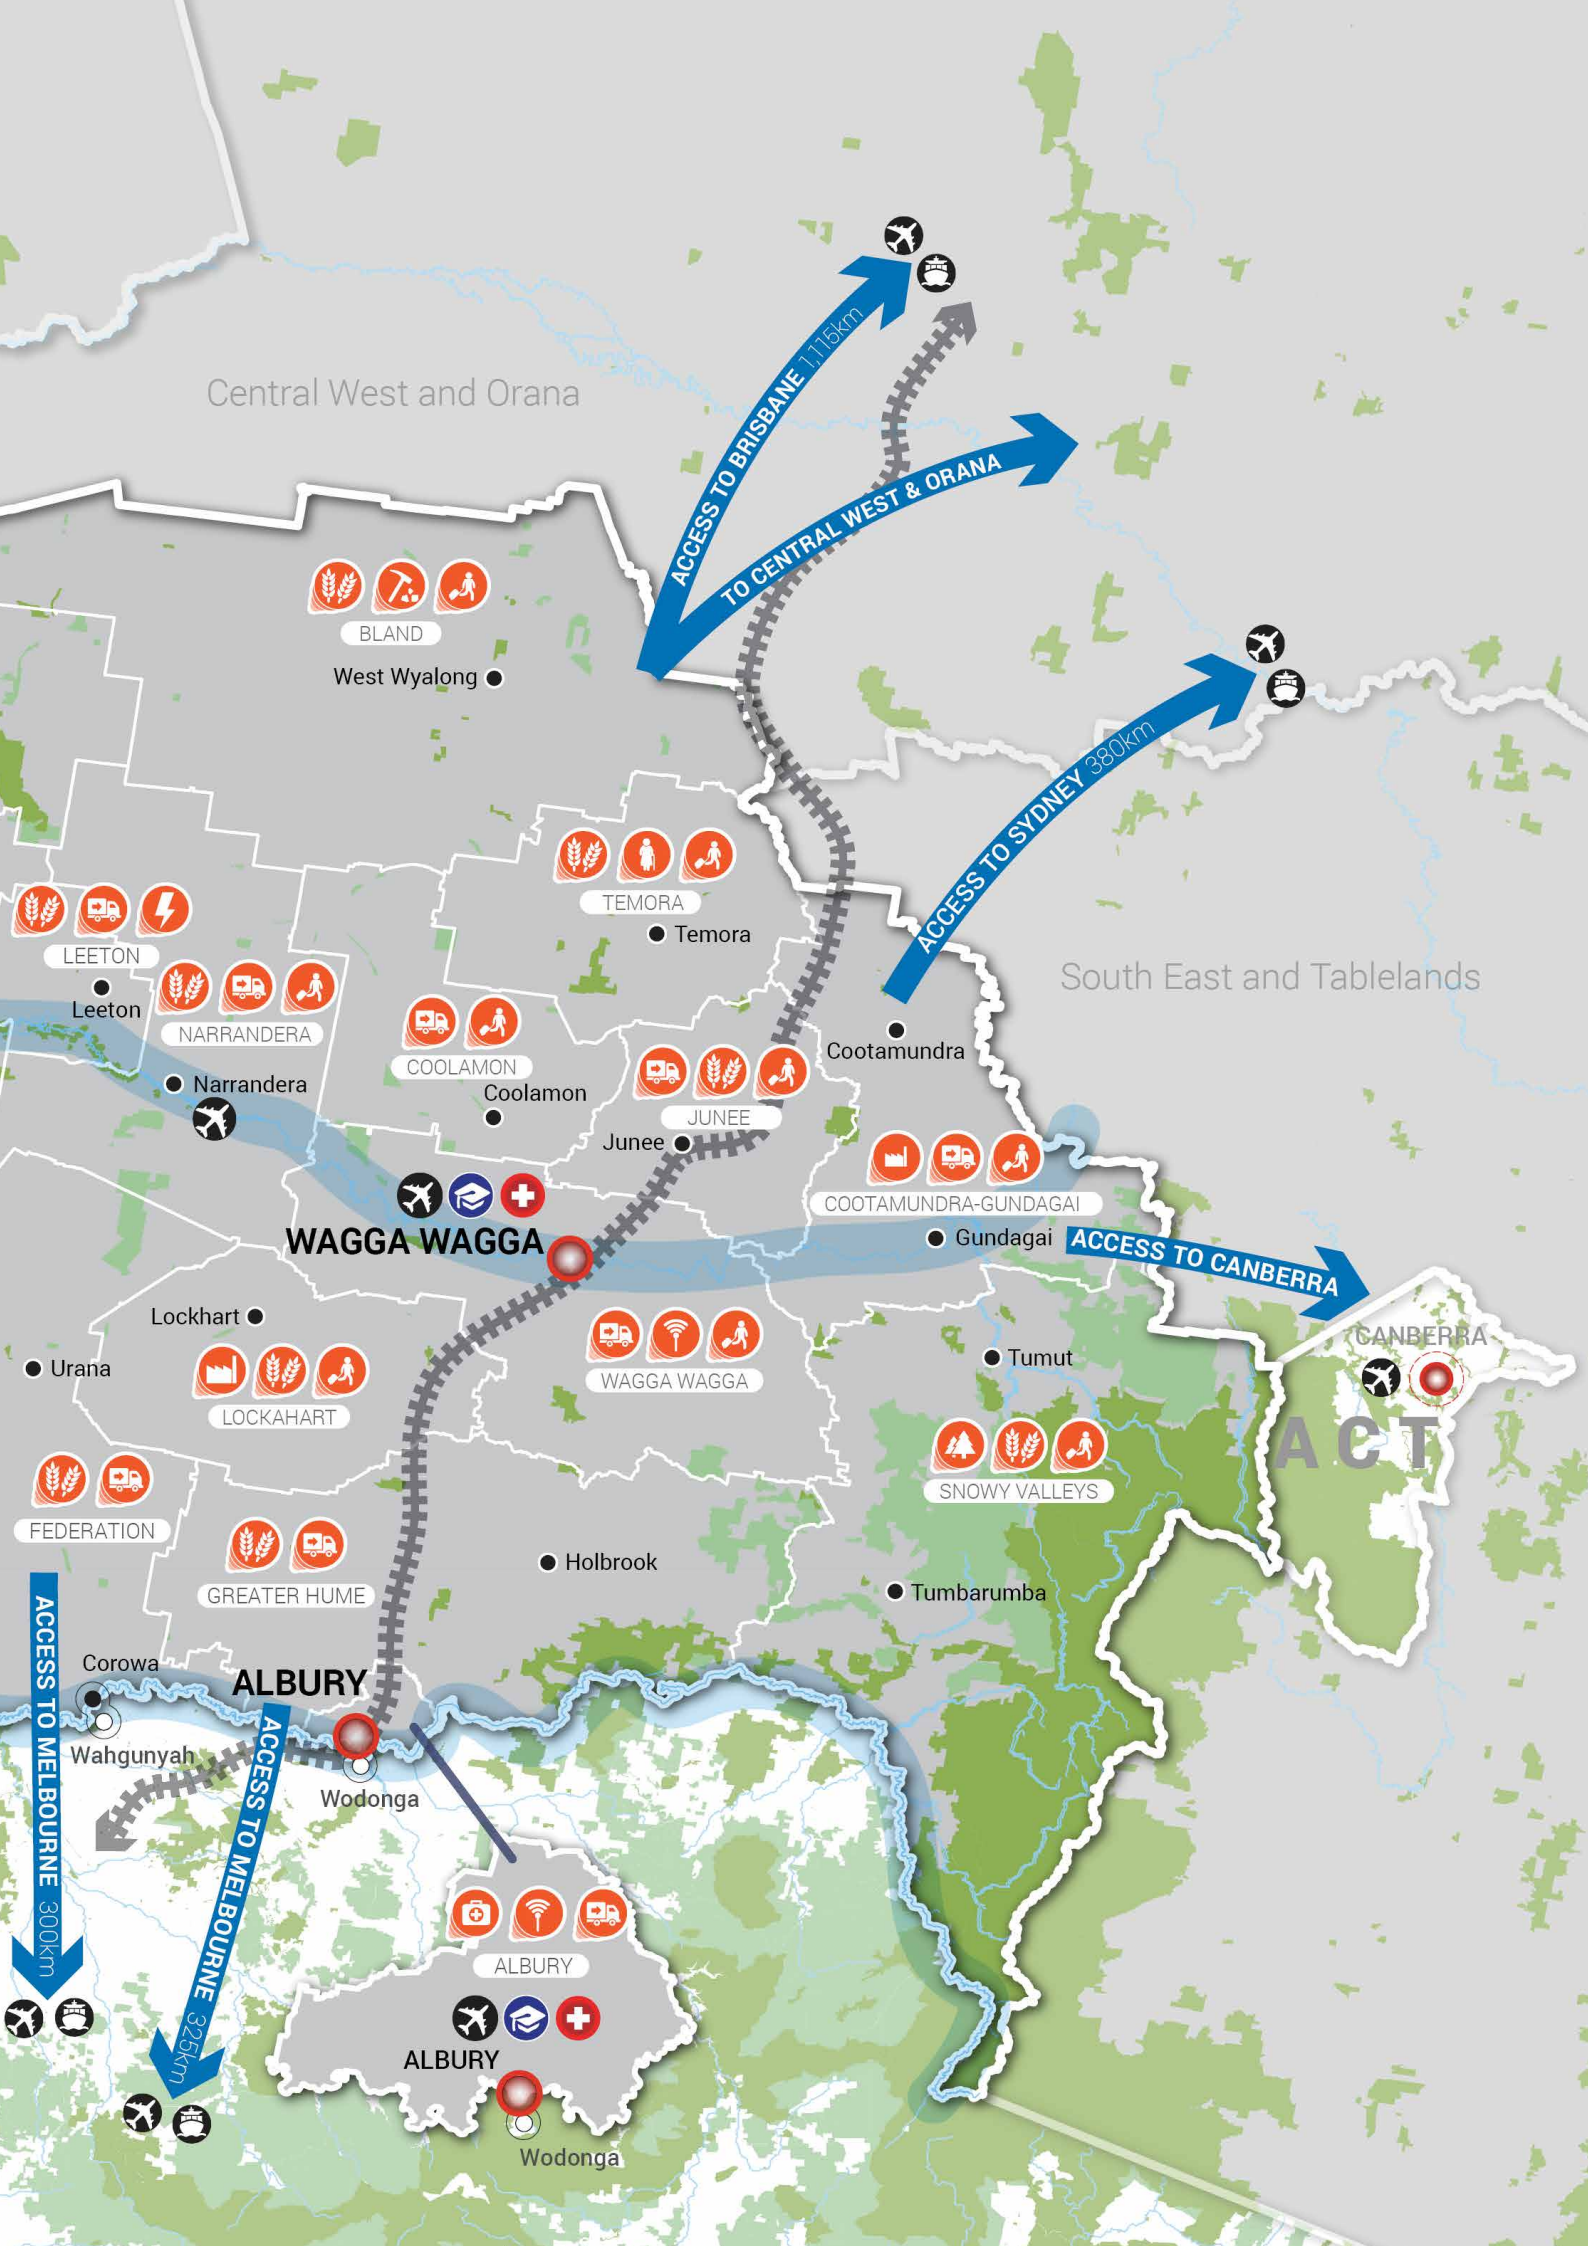 Central West and Orana
ACCESS TO BRISBANE 1,115km
TO CENTRAL WEST & ORANA
BLAND
West Wyalong
ACCESS TO SYDNEY 380km
TEMORA
Temora
LEETON
Leeton
South East and Tablelands
NARRANDERA
Narrandera
COOLAMON
Coolamon
Cootamundra
JUNEE
Junee
COOTAMUNDRA-GUNDAGAI
Gundagai
ACCESS TO CANBERRA
WAGGA WAGGA
Lockhart
Urana
LOCKAHART
WAGGA WAGGA
Tumut
CANBERRA
ACT
SNOWY VALLEYS
FEDERATION
GREATER HUME
Holbrook
Tumbarumba
ACCESS TO MELBOURNE 300km
Corowa
ALBURY
Wahgunyah
Wodonga
ACCESS TO MELBOURNE 325km
ALBURY
ALBURY
Wodonga